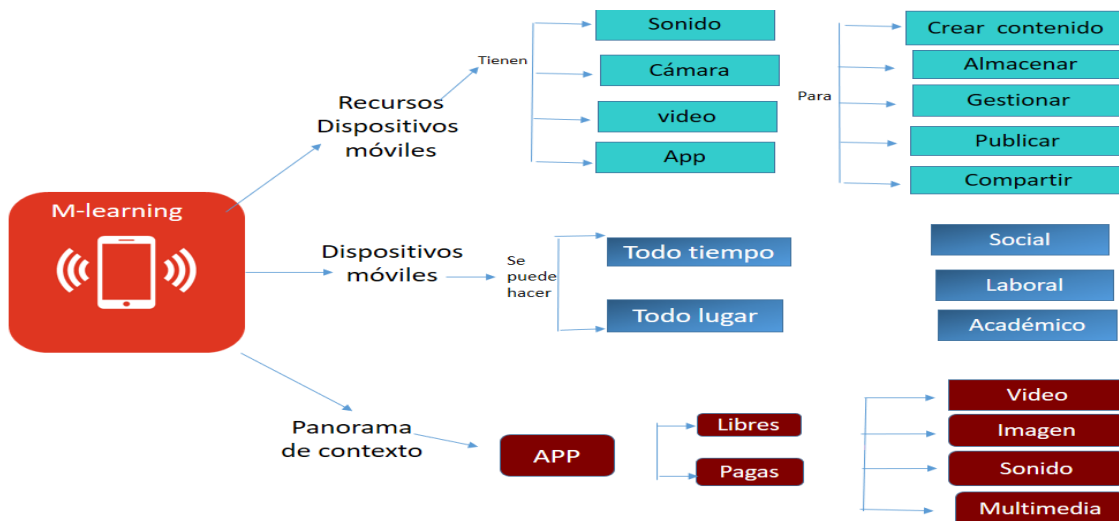 M-learning
Recursos
Dispositivos
móviles
Tienen
Sonido
Cámara
video
App
Para
Crear contenido
Almacenar
Gestionar
Publicar
Compartir
Dispositivos
móviles
Se
puede
hacer
Todo tiempo
Todo lugar
Social
Laboral
Académico
Panorama
de contexto
APP
Libres
Pagas
Video
Imagen
Sonido
Multimedia